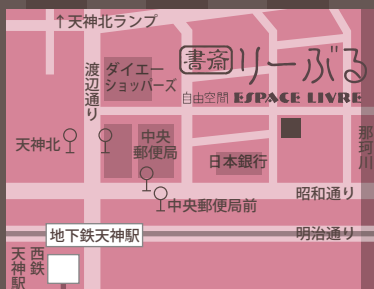 ↑天神北ランプ
渡辺通り
ダイエー
ショッパーズ
書斎 りーぶる
自由空間 ESPACE LIVRE
天神北
中央
郵便局
日本銀行
那珂川
昭和通り
中央郵便局前
地下鉄天神駅
明治通り
西鉄
天神駅